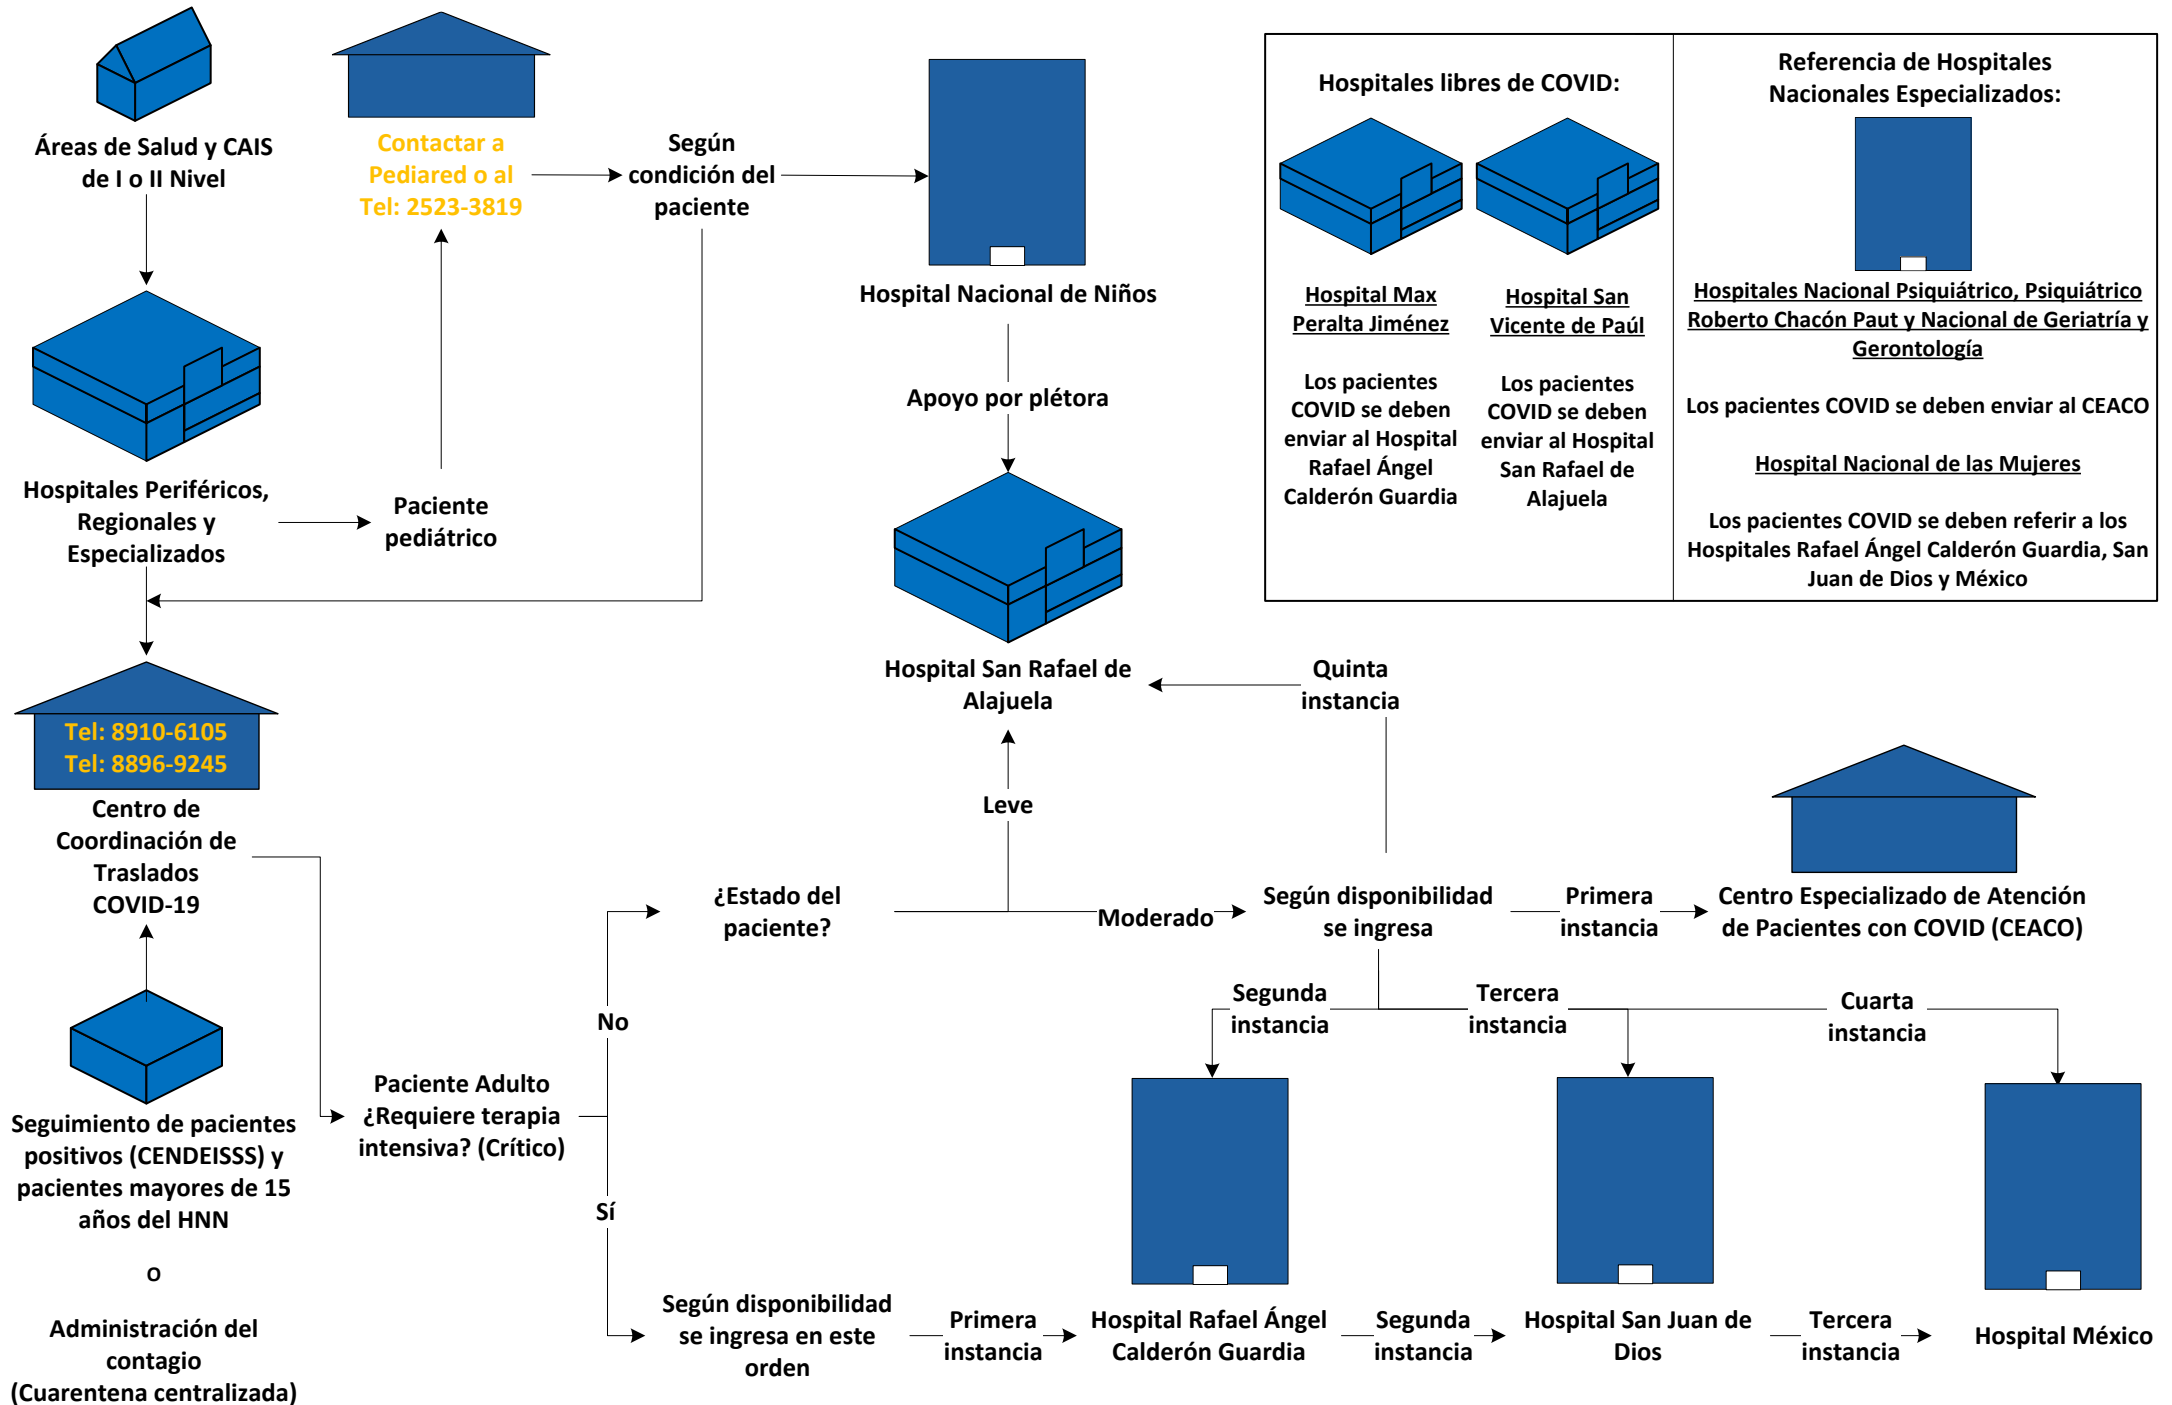 Áreas de Salud y CAIS
de I o II Nivel
Contactar a
Pediared o al
Tel: 2523-3819
Según
condición del
paciente
Hospital Nacional de Niños
Apoyo por plétora
Hospitales libres de COVID:
Hospital Max
Peralta Jiménez
Los pacientes
COVID se deben
enviar al Hospital
Rafael Ángel
Calderón Guardia
Hospital San
Vicente de Paúl
Los pacientes
COVID se deben
enviar al Hospital
San Rafael de
Alajuela
Referencia de Hospitales
Nacionales Especializados:
Hospitales Nacional Psiquiátrico, Psiquiátrico
Roberto Chacón Paut y Nacional de Geriatría y
Gerontología
Los pacientes COVID se deben enviar al CEACO
Hospital Nacional de las Mujeres
Los pacientes COVID se deben referir a los
Hospitales Rafael Ángel Calderón Guardia, San
Juan de Dios y México
Hospitales Periféricos,
Regionales y
Especializados
Paciente
pediátrico
Hospital San Rafael de
Alajuela
Quinta
instancia
Tel: 8910-6105
Tel: 8896-9245
Centro de
Coordinación de
Traslados
COVID-19
Leve
¿Estado del
paciente?
Moderado
Según disponibilidad
se ingresa
Primera
instancia
Centro Especializado de Atención
de Pacientes con COVID (CEACO)
Segunda
instancia
Tercera
instancia
Cuarta
instancia
No
Paciente Adulto
¿Requiere terapia
intensiva? (Crítico)
Sí
Seguimiento de pacientes
positivos (CENDEISSS) y
pacientes mayores de 15
años del HNN
O
Administración del
contagio
(Cuarentena centralizada)
Según disponibilidad
se ingresa en este
orden
Primera
instancia
Hospital Rafael Ángel
Calderón Guardia
Segunda
instancia
Hospital San Juan de
Dios
Tercera
instancia
Hospital México